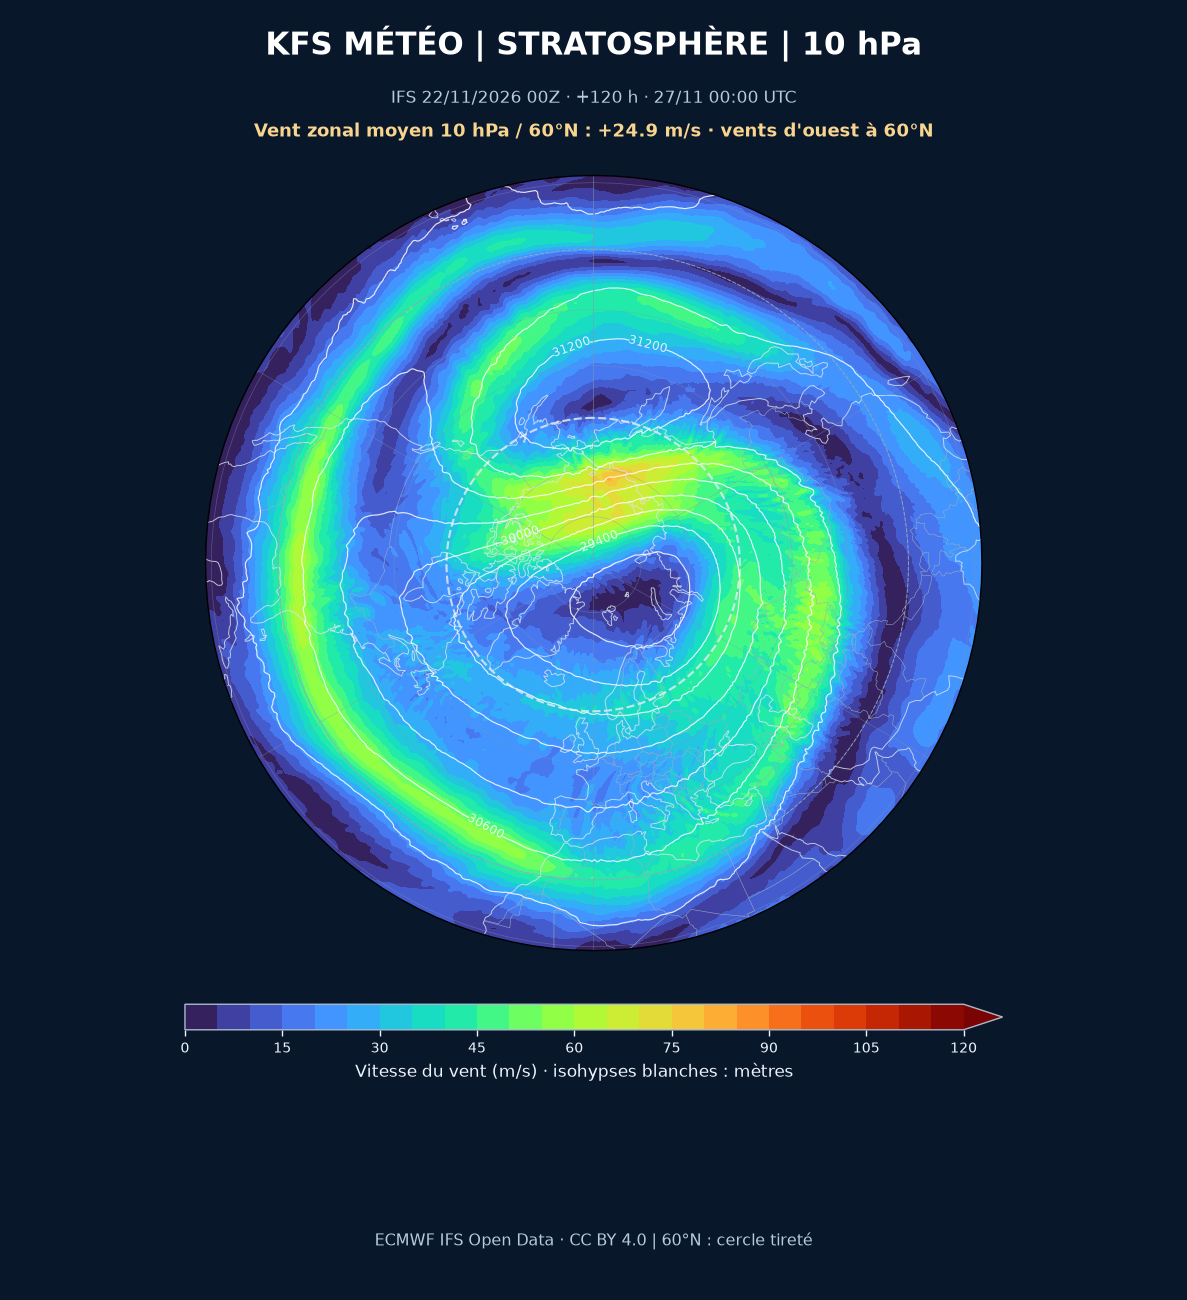 KFS MÉTÉO | STRATOSPHÈRE | 10 hPa
IFS 22/11/2026 00Z · +120 h · 27/11 00:00 UTC
Vent zonal moyen 10 hPa / 60°N : +24.9 m/s · vents d'ouest à 60°N
31200 31200
30000
29400
30600
0 15 30 45 60 75 90 105 120
Vitesse du vent (m/s) · isohypses blanches : mètres
ECMWF IFS Open Data · CC BY 4.0 | 60°N : cercle tireté